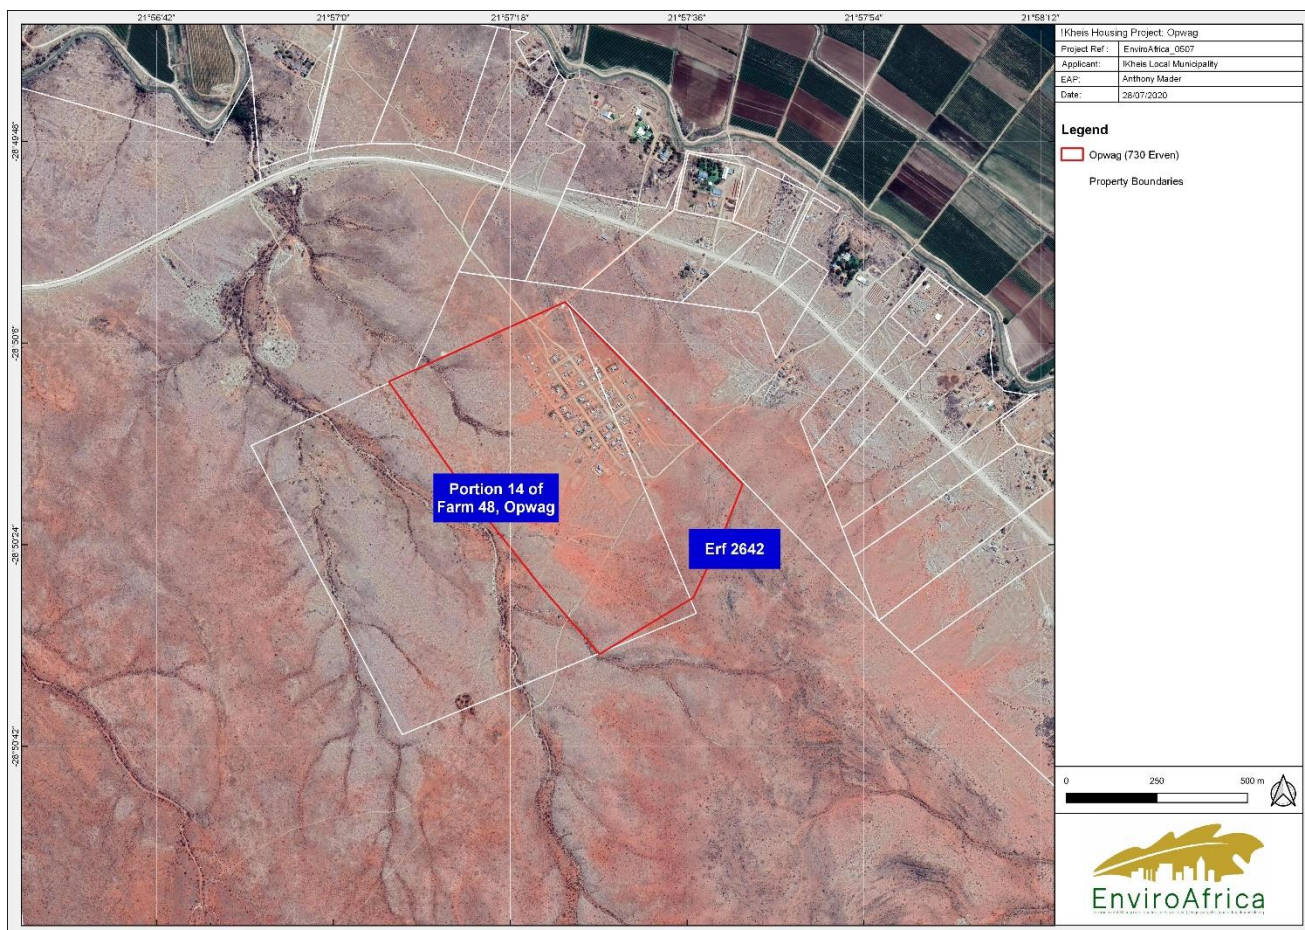 21°56'42" 21°57'0" 21°57'18" 21°57'36" 21°57'54" 21°58'12"
-28°49'48"
-28°50'6"
-28°50'24"
-28°50'42"
Portion 14 of
Farm 48, Opwag
Erf 2642
!Kheis Housing Project: Opwag
Project Ref : EnviroAfrica_0507
Applicant: !Kheis Local Municipality
EAP: Anthony Mader
Date: 28/07/2020
Legend
Opwag (730 Erven)
Property Boundaries
0 250 500 m
EnviroAfrica